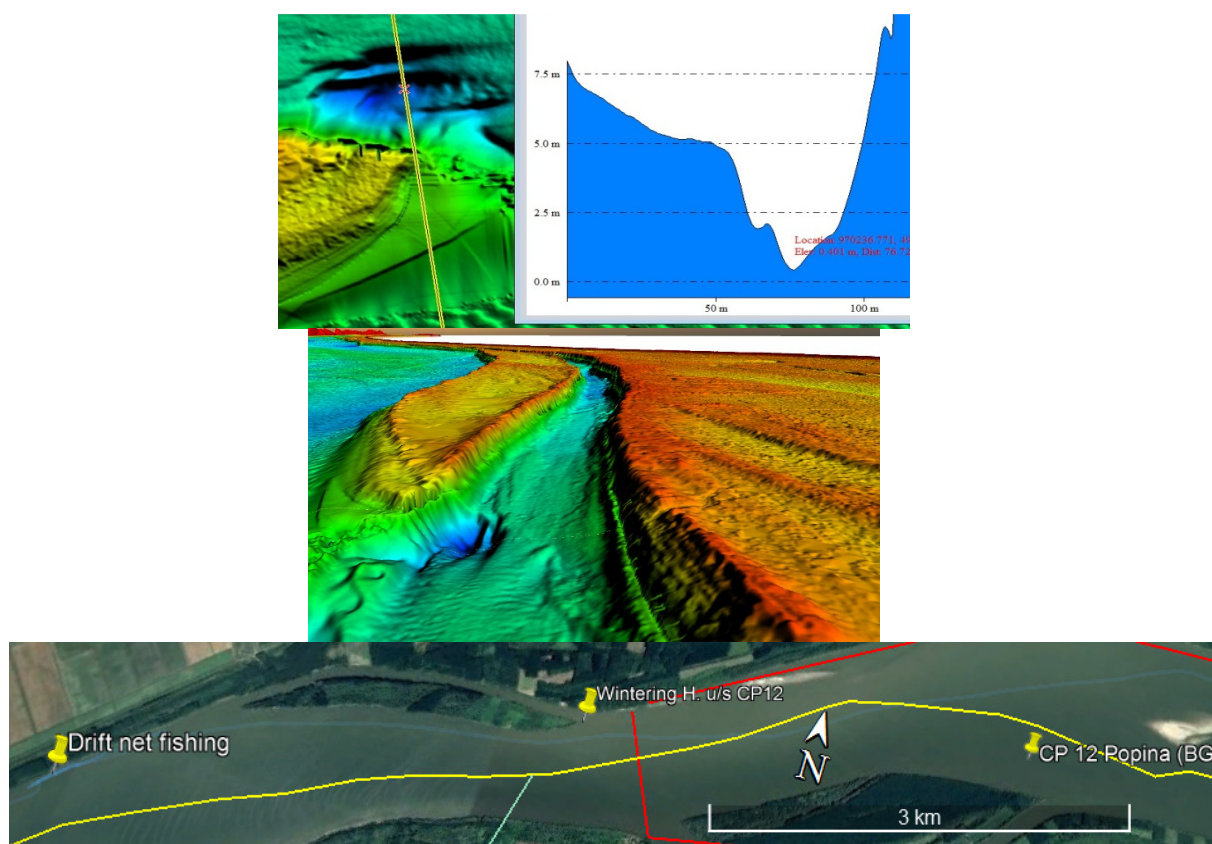 7.5 m
5.0 m
2.5 m
Location: 970236.771, 49
Elev: 0.401 m, Dist: 76.72
0.0 m
50 m
100 m
Wintering H. u/s CP12
Drift net fishing
CP 12 Popina (BG
N
3 km